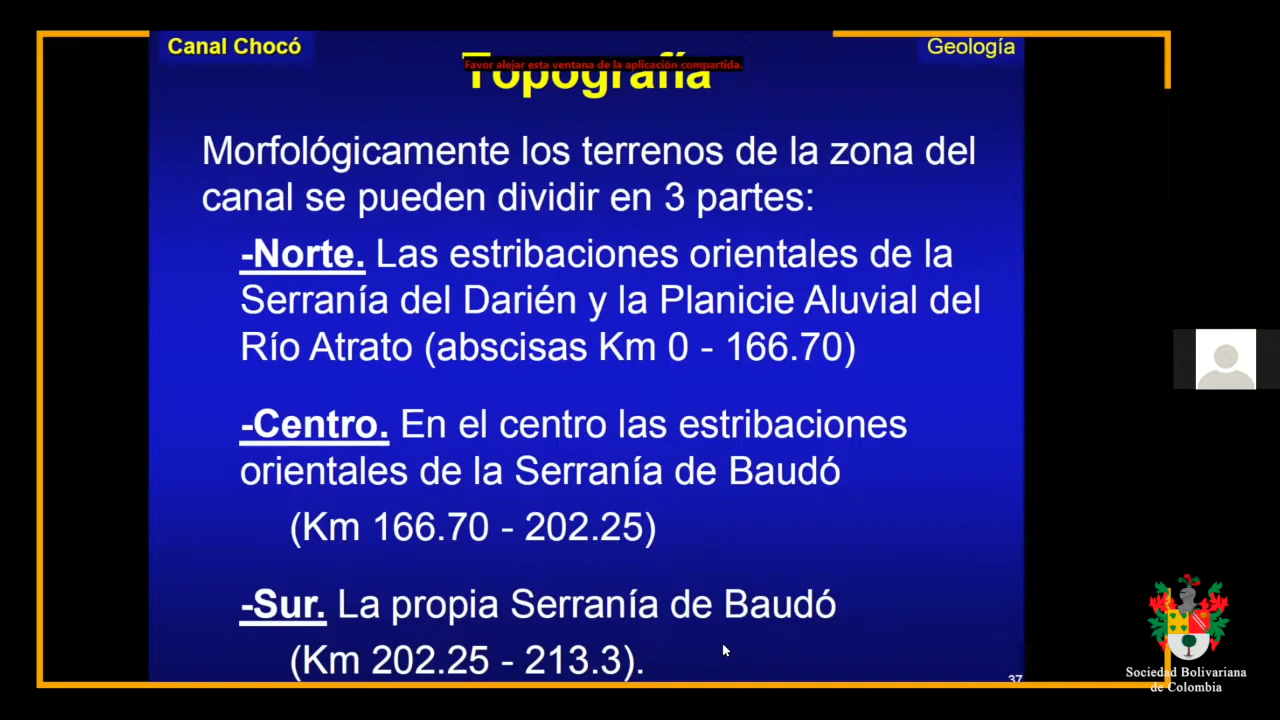 Canal Chocó
Geología
Topografía
Favor alejar esta ventana de la aplicación compartida.
Morfológicamente los terrenos de la zona del
canal se pueden dividir en 3 partes:
-Norte. Las estribaciones orientales de la
Serranía del Darién y la Planicie Aluvial del
Río Atrato (abscisas Km 0 - 166.70)
-Centro. En el centro las estribaciones
orientales de la Serranía de Baudó
(Km 166.70 - 202.25)
-Sur. La propia Serranía de Baudó
(Km 202.25 - 213.3).
37
Sociedad Bolivariana
de Colombia